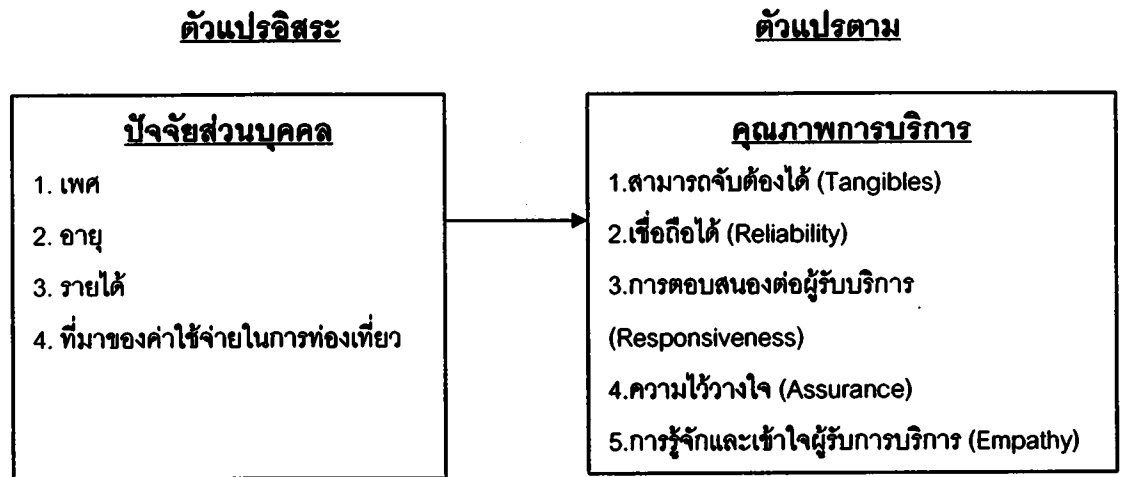 ตัวแปรอิสระ
ตัวแปรตาม
ปัจจัยส่วนบุคคล
1. เพศ
2. อายุ
3. รายได้
4. ที่มาของค่าใช้จ่ายในการท่องเที่ยว
คุณภาพการบริการ
1.สามารถจับต้องได้ (Tangibles)
2.เชื่อถือได้ (Reliability)
3.การตอบสนองต่อผู้รับบริการ
(Responsiveness)
4.ความไว้วางใจ (Assurance)
5.การรู้จักและเข้าใจผู้รับการบริการ (Empathy)